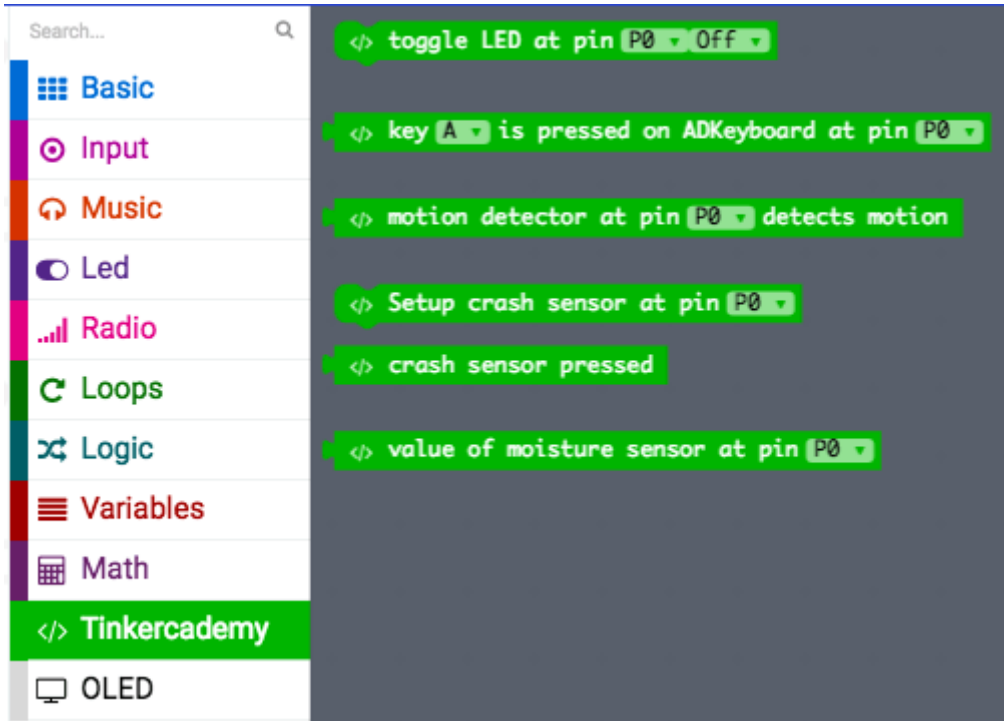 Search...
Basic
Input
Music
Led
Radio
Loops
Logic
Variables
Math
</> Tinkercademy
OLED
</> toggle LED at pin P0 Off
</> key A is pressed on ADKeyboard at pin P0
</> motion detector at pin P0 detects motion
</> Setup crash sensor at pin P0
</> crash sensor pressed
</> value of moisture sensor at pin P0